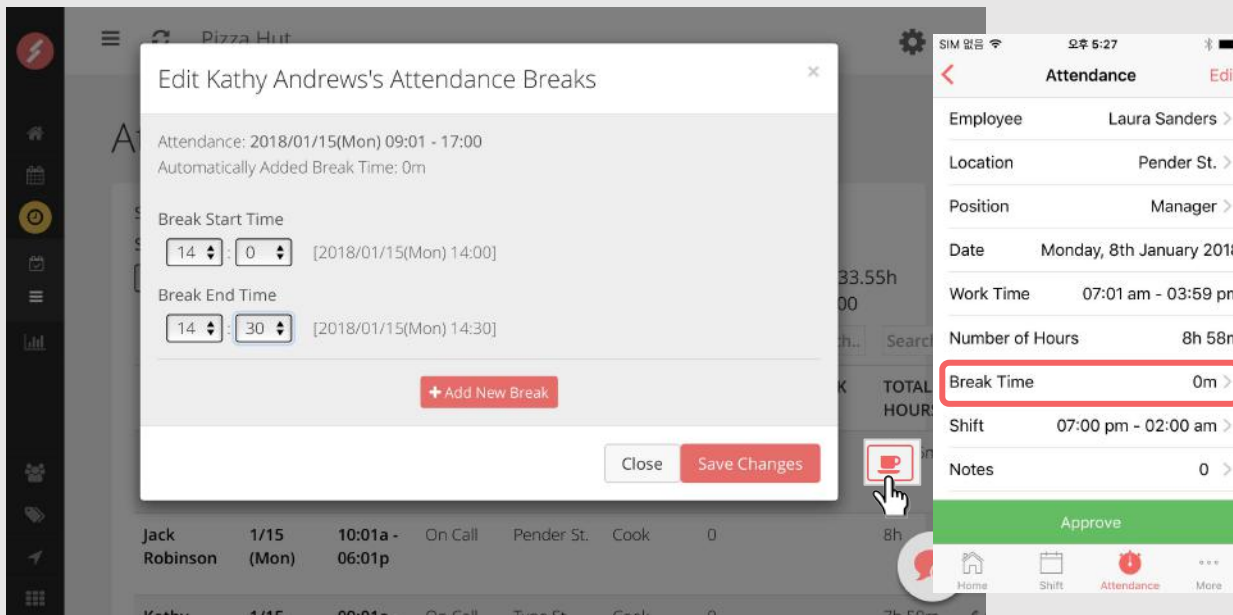 Pizza Hut
Edit Kathy Andrews's Attendance Breaks
×
Attendance: 2018/01/15(Mon) 09:01 - 17:00
Automatically Added Break Time: 0m
Break Start Time
14 : 0 [2018/01/15(Mon) 14:00]
Break End Time
14 : 30 [2018/01/15(Mon) 14:30]
+ Add New Break
Close Save Changes
33.55h
00
TOTAL
Jack Robinson 1/15 (Mon) 10:01a - 06:01p On Call Pender St. Cook 0 8h
SIM 없음 오후 5:27
Attendance Edi
Employee Laura Sanders >
Location Pender St. >
Position Manager >
Date Monday, 8th January 2018
Work Time 07:01 am - 03:59 pm
Number of Hours 8h 58m
Break Time 0m >
Shift 07:00 pm - 02:00 am >
Notes 0 >
Approve
Home Shift Attendance More